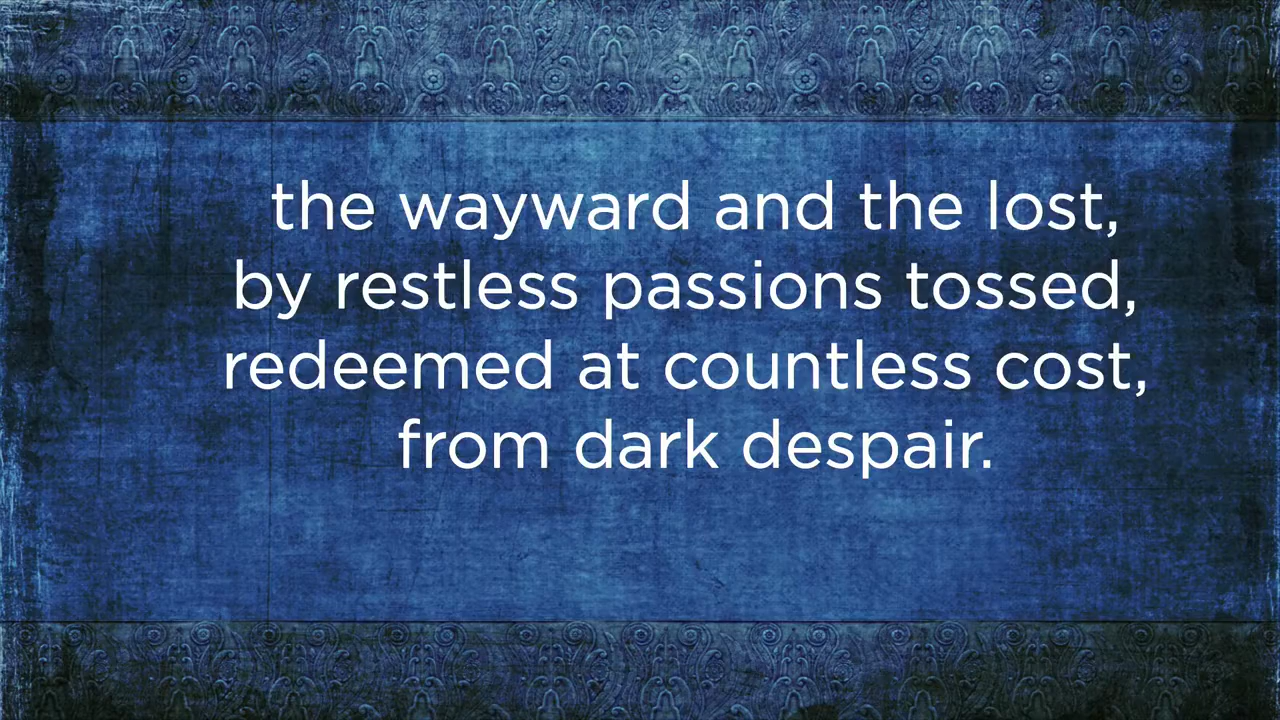 the wayward and the lost,
by restless passions tossed,
redeemed at countless cost,
from dark despair.